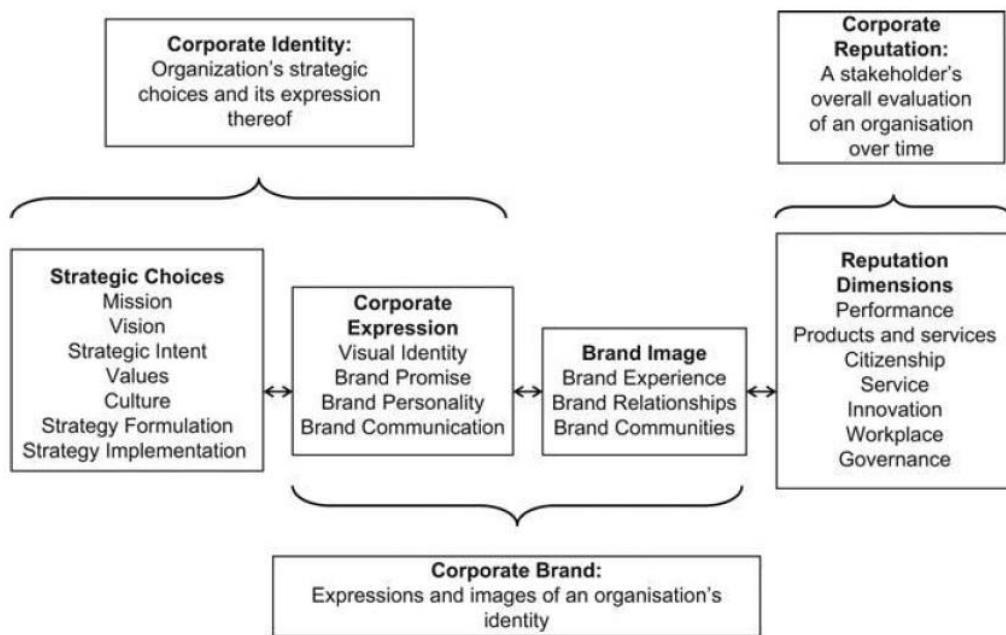 Corporate Identity:
Organization's strategic
choices and its expression
thereof
Corporate
Reputation:
A stakeholder's
overall evaluation
of an organisation
over time
Strategic Choices
Mission
Vision
Strategic Intent
Values
Culture
Strategy Formulation
Strategy Implementation
Corporate
Expression
Visual Identity
Brand Promise
Brand Personality
Brand Communication
Brand Image
Brand Experience
Brand Relationships
Brand Communities
Reputation
Dimensions
Performance
Products and services
Citizenship
Service
Innovation
Workplace
Governance
Corporate Brand:
Expressions and images of an organisation's
identity